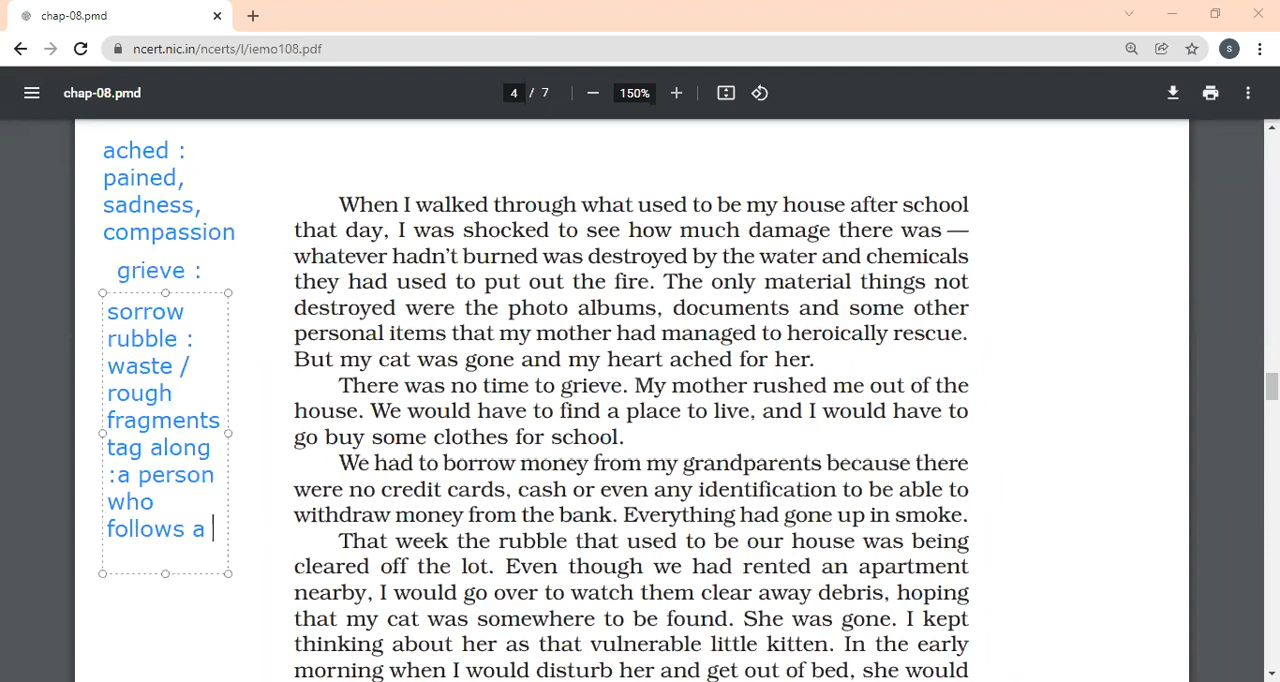 chap-08.pmd
ncert.nic.in/ncerts/l/iemo108.pdf
S
chap-08.pmd
4 / 7
150%
ached :
pained,
sadness,
compassion
grieve :
sorrow
rubble :
waste /
rough
fragments
tag along
:a person
who
follows a
When I walked through what used to be my house after school
that day, I was shocked to see how much damage there was —
whatever hadn't burned was destroyed by the water and chemicals
they had used to put out the fire. The only material things not
destroyed were the photo albums, documents and some other
personal items that my mother had managed to heroically rescue.
But my cat was gone and my heart ached for her.
There was no time to grieve. My mother rushed me out of the
house. We would have to find a place to live, and I would have to
go buy some clothes for school.
We had to borrow money from my grandparents because there
were no credit cards, cash or even any identification to be able to
withdraw money from the bank. Everything had gone up in smoke.
That week the rubble that used to be our house was being
cleared off the lot. Even though we had rented an apartment
nearby, I would go over to watch them clear away debris, hoping
that my cat was somewhere to be found. She was gone. I kept
thinking about her as that vulnerable little kitten. In the early
morning when I would disturb her and get out of bed, she would